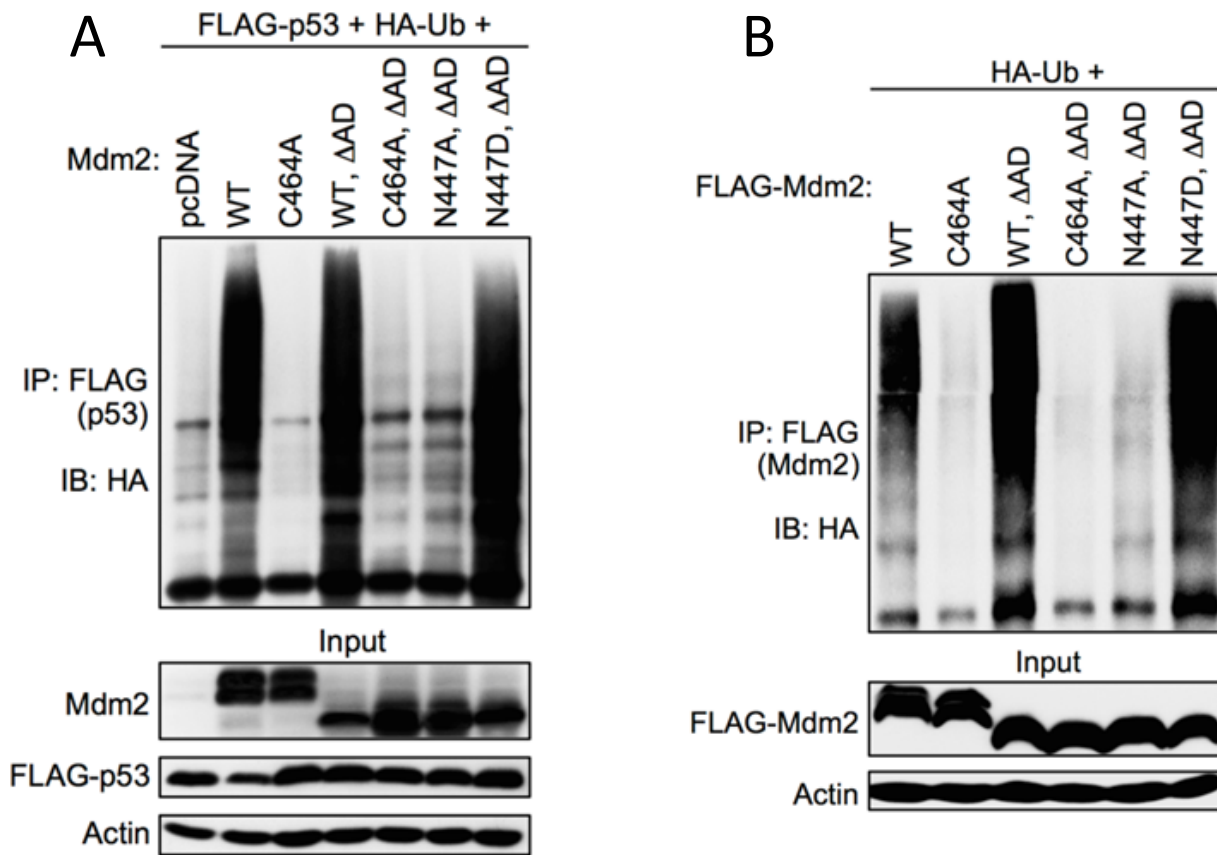 A
FLAG-p53 + HA-Ub +
Mdm2:
pcDNA
WT
C464A
WT, ΔAD
C464A, ΔAD
N447A, ΔAD
N447D, ΔAD
IP: FLAG
(p53)
IB: HA
Input
Mdm2
FLAG-p53
Actin
B
HA-Ub +
FLAG-Mdm2:
WT
C464A
WT, ΔAD
C464A, ΔAD
N447A, ΔAD
N447D, ΔAD
IP: FLAG
(Mdm2)
IB: HA
Input
FLAG-Mdm2
Actin